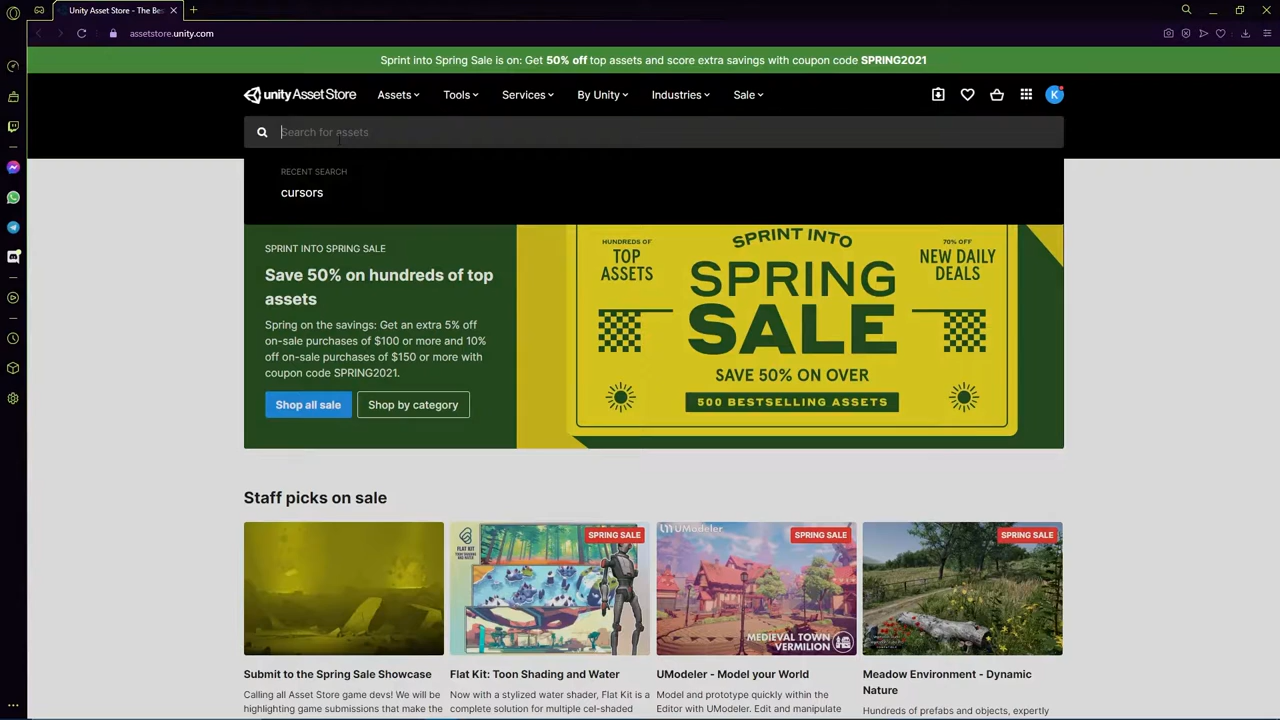 Unity Asset Store - The Bes
assetstore.unity.com
Sprint into Spring Sale is on: Get 50% off top assets and score extra savings with coupon code SPRING2021
unity Asset Store
Assets
Tools
Services
By Unity
Industries
Sale
K
Search for assets
RECENT SEARCH
cursors
SPRINT INTO SPRING SALE
Save 50% on hundreds of top
assets
Spring on the savings: Get an extra 5% off
on-sale purchases of $100 or more and 10%
off on-sale purchases of $150 or more with
coupon code SPRING2021.
Shop all sale
Shop by category
HUNDREDS OF
TOP
ASSETS
SPRINT INTO
SPRING
SALE
SAVE 50% ON OVER
500 BESTSELLING ASSETS
70% OFF
NEW DAILY
DEALS
Staff picks on sale
FLAT KIT
SPRING SALE
UModeler
SPRING SALE
MEDIEVAL TOWN
VERMILION
SPRING SALE
Submit to the Spring Sale Showcase
Calling all Asset Store game devs! We will be
highlighting game submissions that make the
Flat Kit: Toon Shading and Water
Now with a stylized water shader, Flat Kit is a
complete solution for multiple cel-shaded
UModeler - Model your World
Model and prototype quickly within the
Editor with UModeler. Edit and manipulate
Meadow Environment - Dynamic
Nature
Hundreds of prefabs and objects, expertly